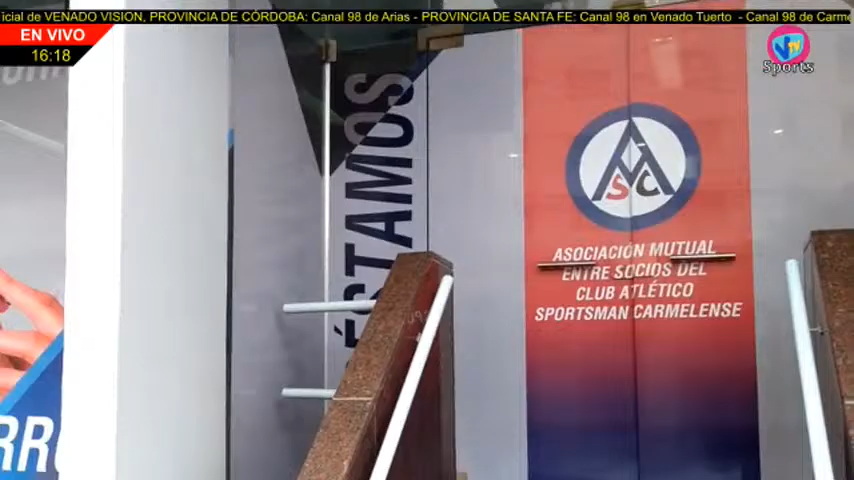 icial de VENADO VISION, PROVINCIA DE CÓRDOBA: Canal 98 de Arias - PROVINCIA DE SANTA FE: Canal 98 en Venado Tuerto - Canal 98 de Carme
EN VIVO
16:18
Sports
ÉSTAMOS
A
SC
ASOCIACIÓN MUTUAL
ENTRE SOCIOS DEL
CLUB ATLÉTICO
SPORTSMAN CARMELENSE